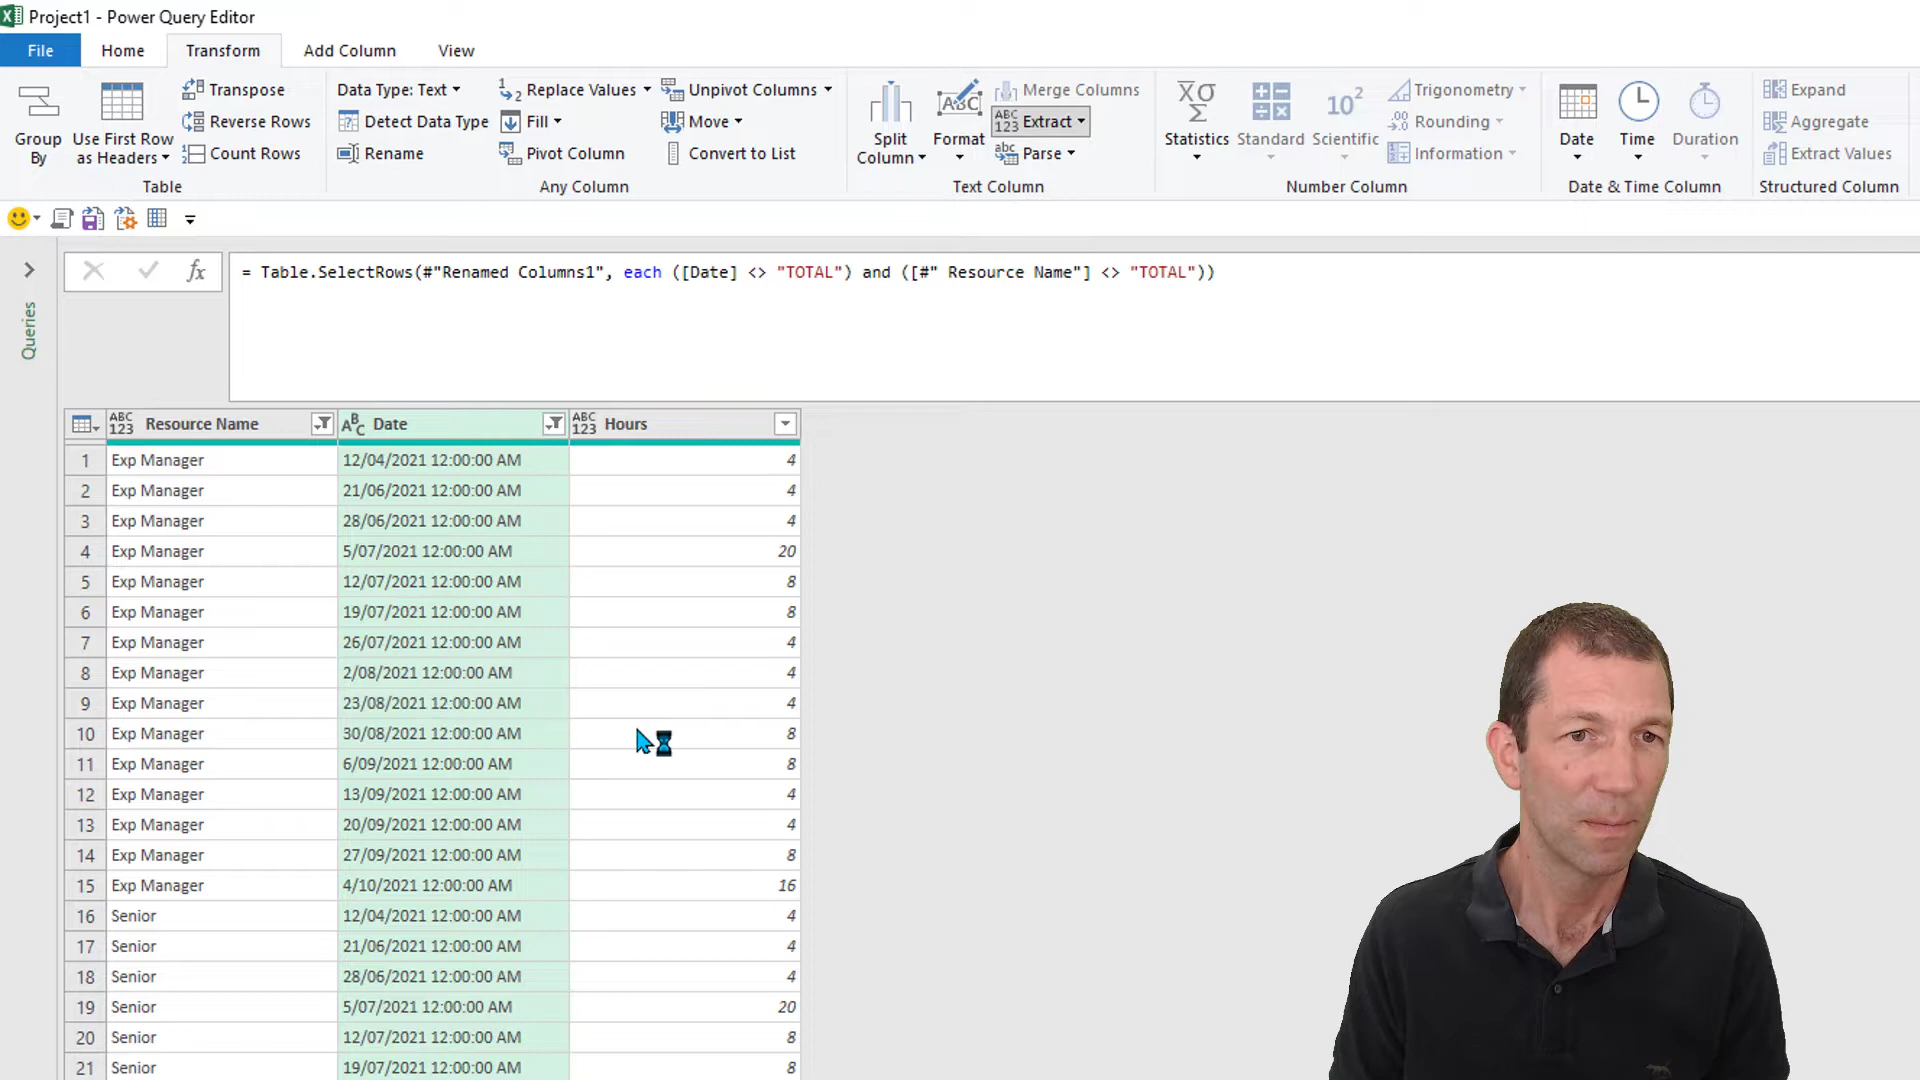 Project1 - Power Query Editor
File Home Transform Add Column View
Group By
Use First Row as Headers
Transpose
Reverse Rows
Count Rows
Table
Data Type: Text
Detect Data Type
Rename
Replace Values
Fill
Pivot Column
Unpivot Columns
Move
Convert to List
Any Column
Split Column
Format
ABC
Merge Columns
ABC 123 Extract
abc Parse
Text Column
Statistics
Standard
Scientific
10²
Trigonometry
Rounding
Information
Number Column
Date
Time
Duration
Date & Time Column
Expand
Aggregate
Extract Values
Structured Column
Queries
fx
= Table.SelectRows(#"Renamed Columns1", each ([Date] <> "TOTAL") and ([#" Resource Name"] <> "TOTAL"))
ABC 123 Resource Name ABC Date ABC 123 Hours
1 Exp Manager 12/04/2021 12:00:00 AM 4
2 Exp Manager 21/06/2021 12:00:00 AM 4
3 Exp Manager 28/06/2021 12:00:00 AM 4
4 Exp Manager 5/07/2021 12:00:00 AM 20
5 Exp Manager 12/07/2021 12:00:00 AM 8
6 Exp Manager 19/07/2021 12:00:00 AM 8
7 Exp Manager 26/07/2021 12:00:00 AM 4
8 Exp Manager 2/08/2021 12:00:00 AM 4
9 Exp Manager 23/08/2021 12:00:00 AM 4
10 Exp Manager 30/08/2021 12:00:00 AM 8
11 Exp Manager 6/09/2021 12:00:00 AM 8
12 Exp Manager 13/09/2021 12:00:00 AM 4
13 Exp Manager 20/09/2021 12:00:00 AM 4
14 Exp Manager 27/09/2021 12:00:00 AM 8
15 Exp Manager 4/10/2021 12:00:00 AM 16
16 Senior 12/04/2021 12:00:00 AM 4
17 Senior 21/06/2021 12:00:00 AM 4
18 Senior 28/06/2021 12:00:00 AM 4
19 Senior 5/07/2021 12:00:00 AM 20
20 Senior 12/07/2021 12:00:00 AM 8
21 Senior 19/07/2021 12:00:00 AM 8